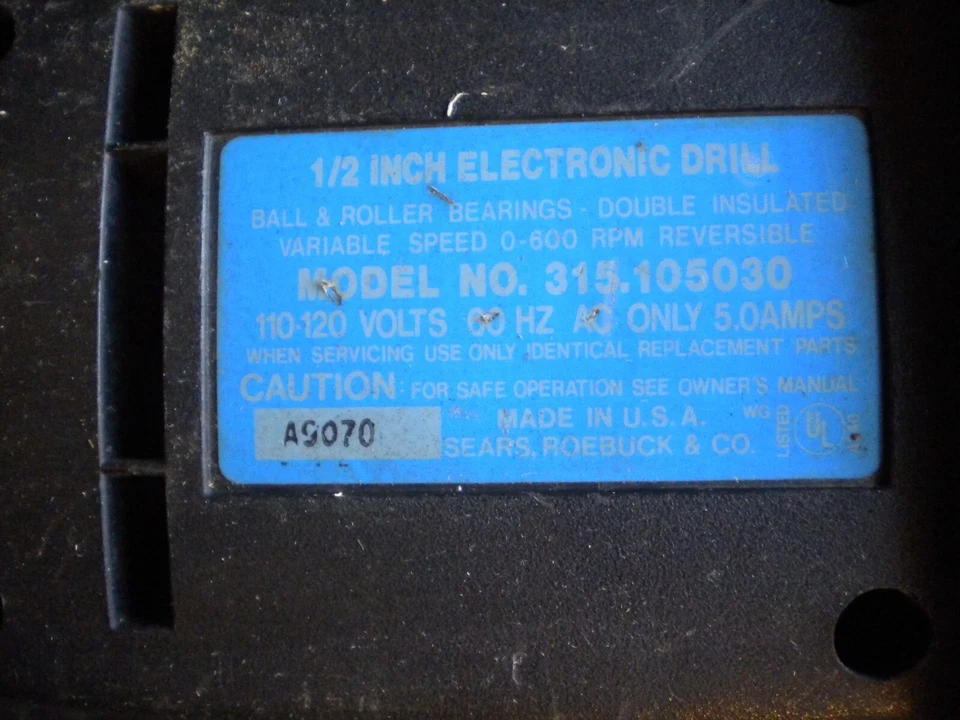 1/2 INCH ELECTRONIC DRILL
BALL & ROLLER BEARINGS - DOUBLE INSULATED
VARIABLE SPEED 0-600 RPM REVERSIBLE
MODEL NO. 315.105030
110-120 VOLTS 60 HZ AC ONLY 5.0AMPS
WHEN SERVICING USE ONLY IDENTICAL REPLACEMENT PARTS
CAUTION: FOR SAFE OPERATION SEE OWNER'S MANUAL
A9070
MADE IN U.S.A.
SEARS, ROEBUCK & CO.
WG
LISTED
UL